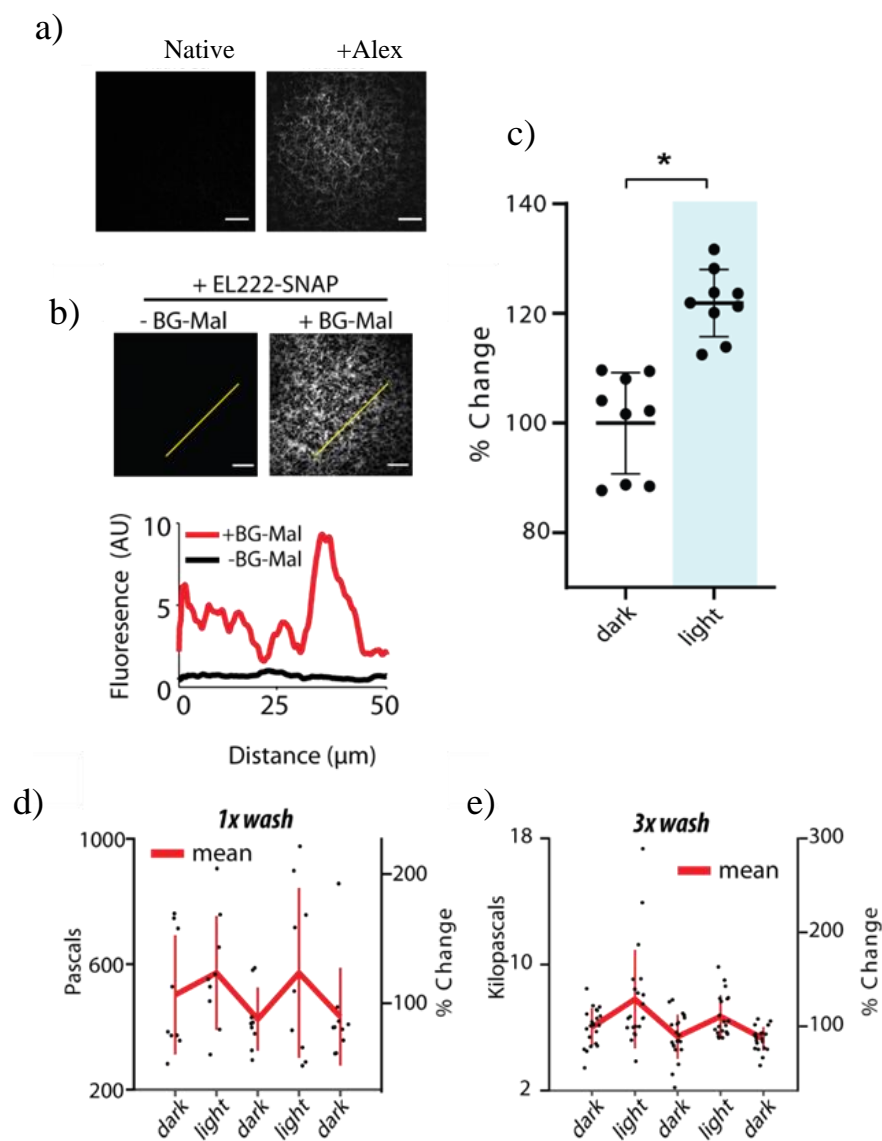 a)
Native
+Alex
c)
*
140
120
100
80
% Change
dark
light
b)
+ EL222-SNAP
- BG-Mal
+ BG-Mal
10
5
0
Fluoresence (AU)
+BG-Mal
-BG-Mal
0
25
50
Distance (µm)
d)
1x wash
1000
600
200
Pascals
mean
200
100
% Change
dark
light
dark
light
dark
e)
3x wash
18
10
2
Kilopascals
mean
300
200
100
% Change
dark
light
dark
light
dark